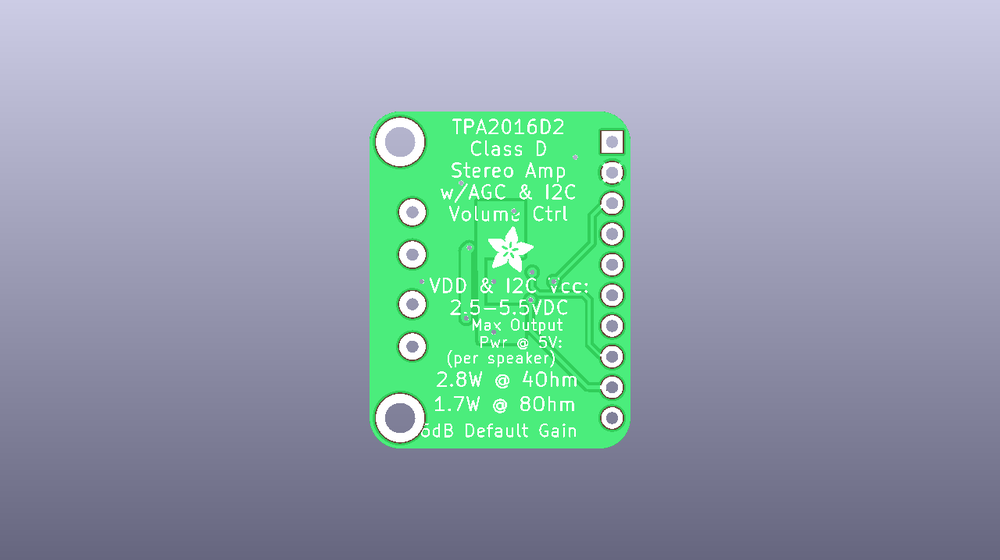 TPA2016D2
Class D
Stereo Amp
w/AGC & I2C
Volume Ctrl
VDD & I2C Vcc:
2.5-5.5VDC
Max Output
Pwr @ 5V:
(per speaker)
2.8W @ 4Ohm
1.7W @ 8Ohm
6dB Default Gain